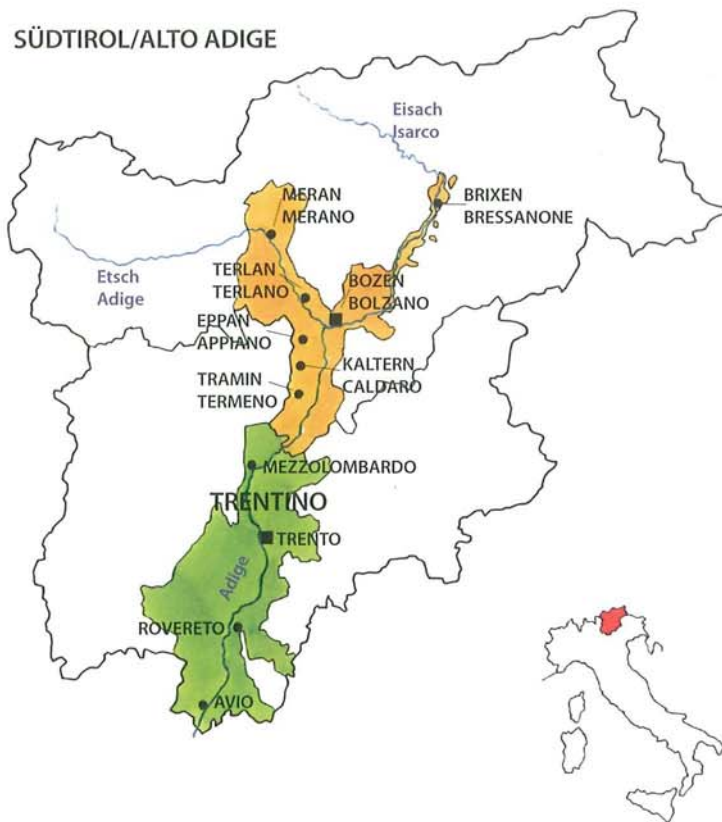 SÜDTIROL/ALTO ADIGE
Eisach
Isarco
MERAN
MERANO
BRIXEN
BRESSANONE
Etsch
Adige
TERLAN
TERLANO
BOZEN
BOLZANO
EPPAN
APPIANO
KALTERN
CALDARO
TRAMIN
TERMENO
MEZZOLOMBARDO
TRENTINO
TRENTO
Adige
ROVERETO
AVIO